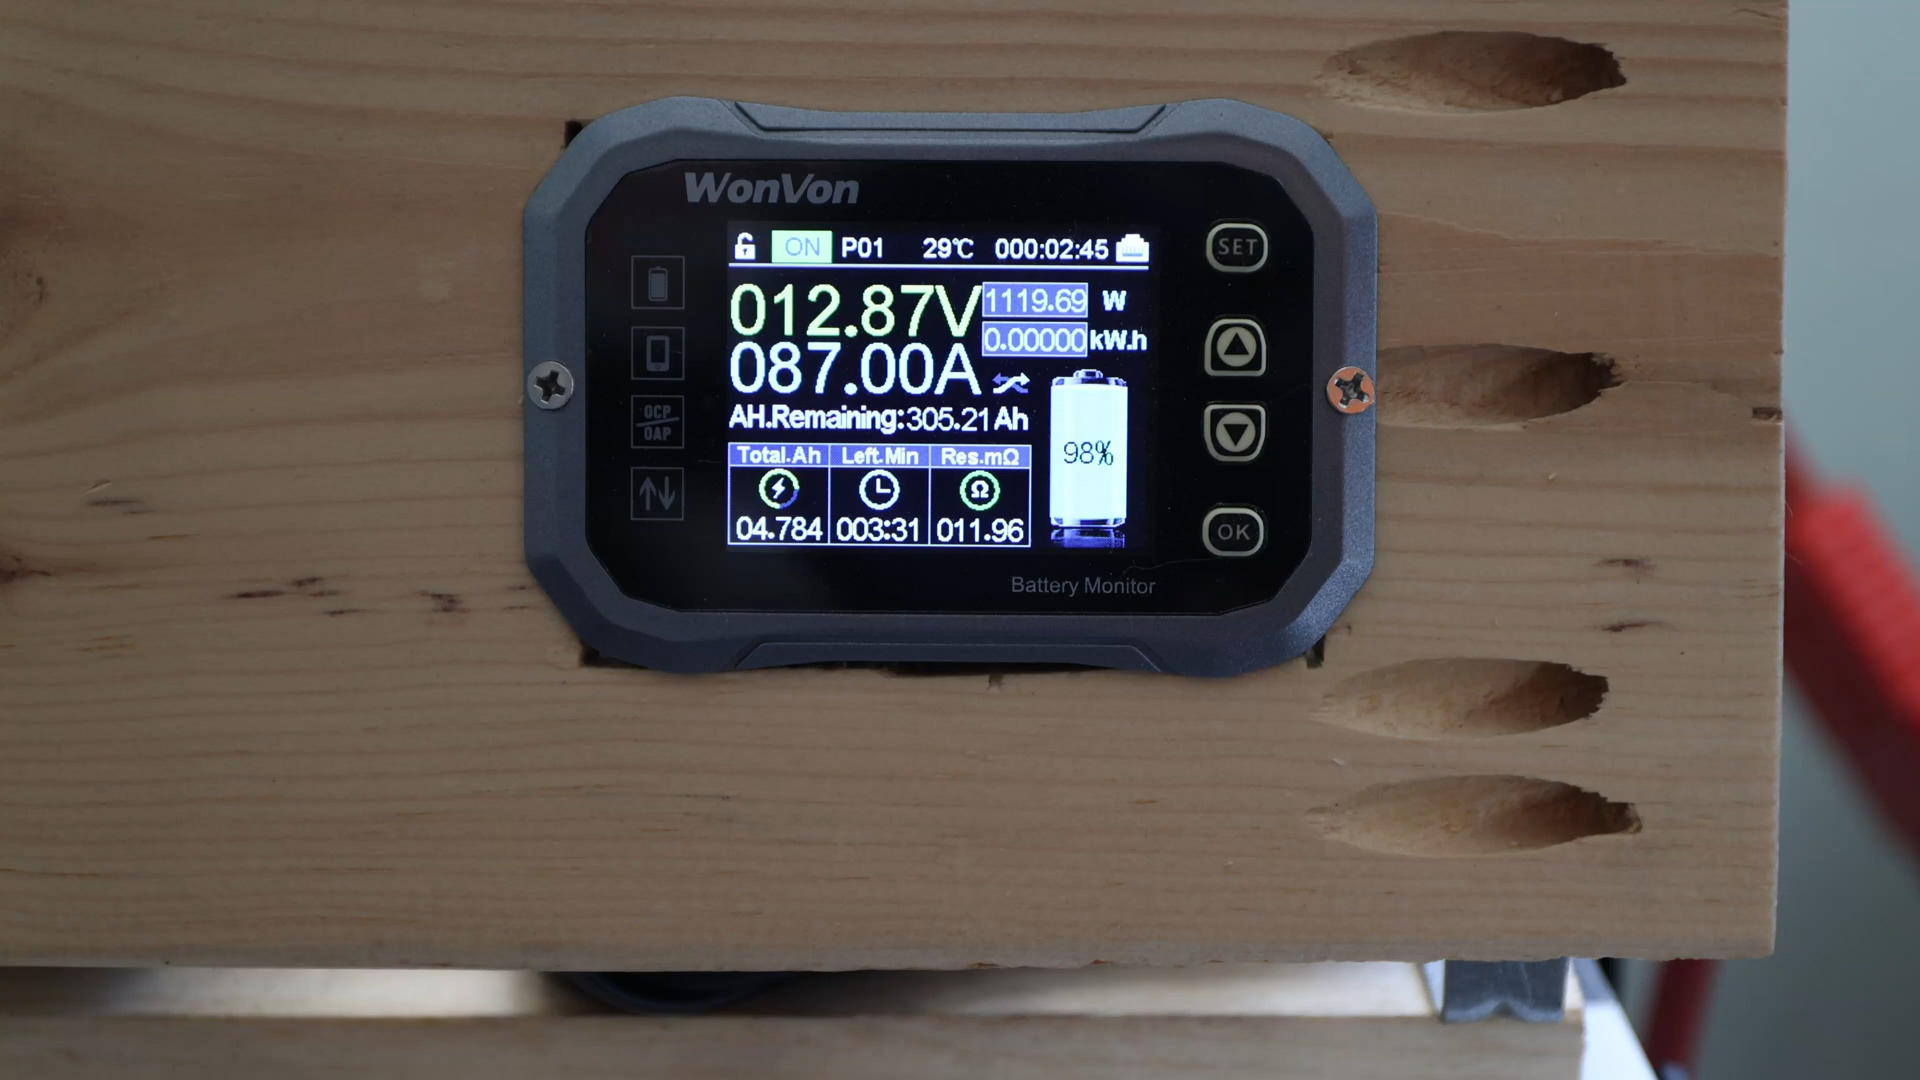 WonVon
ON P01 29℃ 000:02:45
SET
012.87V 1119.69 W
0.00000 kW.h
087.00A
AH.Remaining:305.21Ah
OCP
OAP
98%
Total.Ah Left.Min Res.mΩ
Ω
04.784 003:31 011.96
OK
Battery Monitor